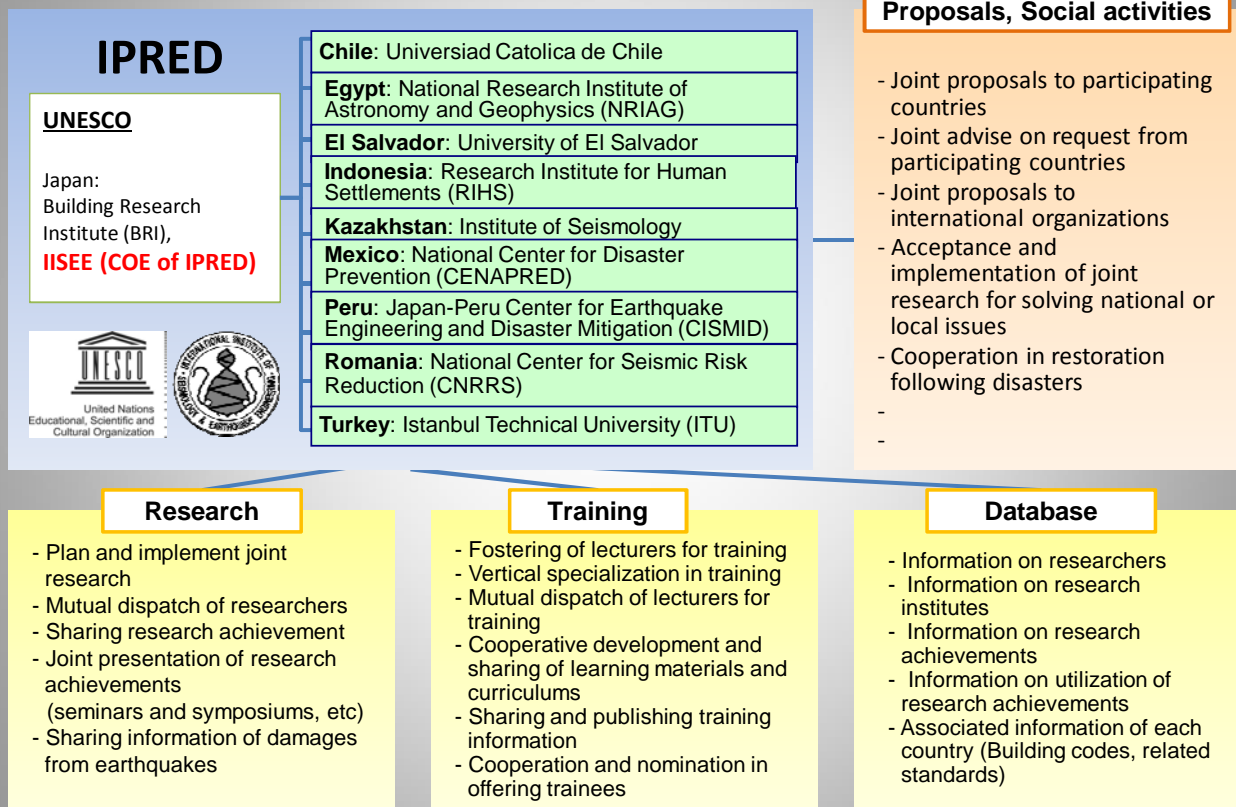 IPRED
UNESCO
Japan:
Building Research
Institute (BRI),
IISEE (COE of IPRED)
UNESCO
United Nations
Educational, Scientific and
Cultural Organization
INTERNATIONAL INSTITUTE OF SEISMOLOGY & EARTHQUAKE ENGINEERING
Chile: Universiad Catolica de Chile
Egypt: National Research Institute of
Astronomy and Geophysics (NRIAG)
El Salvador: University of El Salvador
Indonesia: Research Institute for Human
Settlements (RIHS)
Kazakhstan: Institute of Seismology
Mexico: National Center for Disaster
Prevention (CENAPRED)
Peru: Japan-Peru Center for Earthquake
Engineering and Disaster Mitigation (CISMID)
Romania: National Center for Seismic Risk
Reduction (CNRRS)
Turkey: Istanbul Technical University (ITU)
Proposals, Social activities
- Joint proposals to participating
countries
- Joint advise on request from
participating countries
- Joint proposals to
international organizations
- Acceptance and
implementation of joint
research for solving national or
local issues
- Cooperation in restoration
following disasters
-
-
Research
- Plan and implement joint
research
- Mutual dispatch of researchers
- Sharing research achievement
- Joint presentation of research
achievements
(seminars and symposiums, etc)
- Sharing information of damages
from earthquakes
Training
- Fostering of lecturers for training
- Vertical specialization in training
- Mutual dispatch of lecturers for
training
- Cooperative development and
sharing of learning materials and
curriculums
- Sharing and publishing training
information
- Cooperation and nomination in
offering trainees
Database
- Information on researchers
- Information on research
institutes
- Information on research
achievements
- Information on utilization of
research achievements
- Associated information of each
country (Building codes, related
standards)